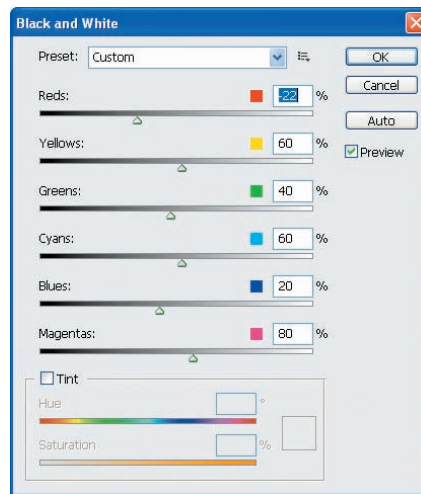 Black and White
Preset: Custom
OK
Cancel
Auto
Preview
Reds: -22 %
Yellows: 60 %
Greens: 40 %
Cyans: 60 %
Blues: 20 %
Magentas: 80 %
Tint
Hue °
Saturation %